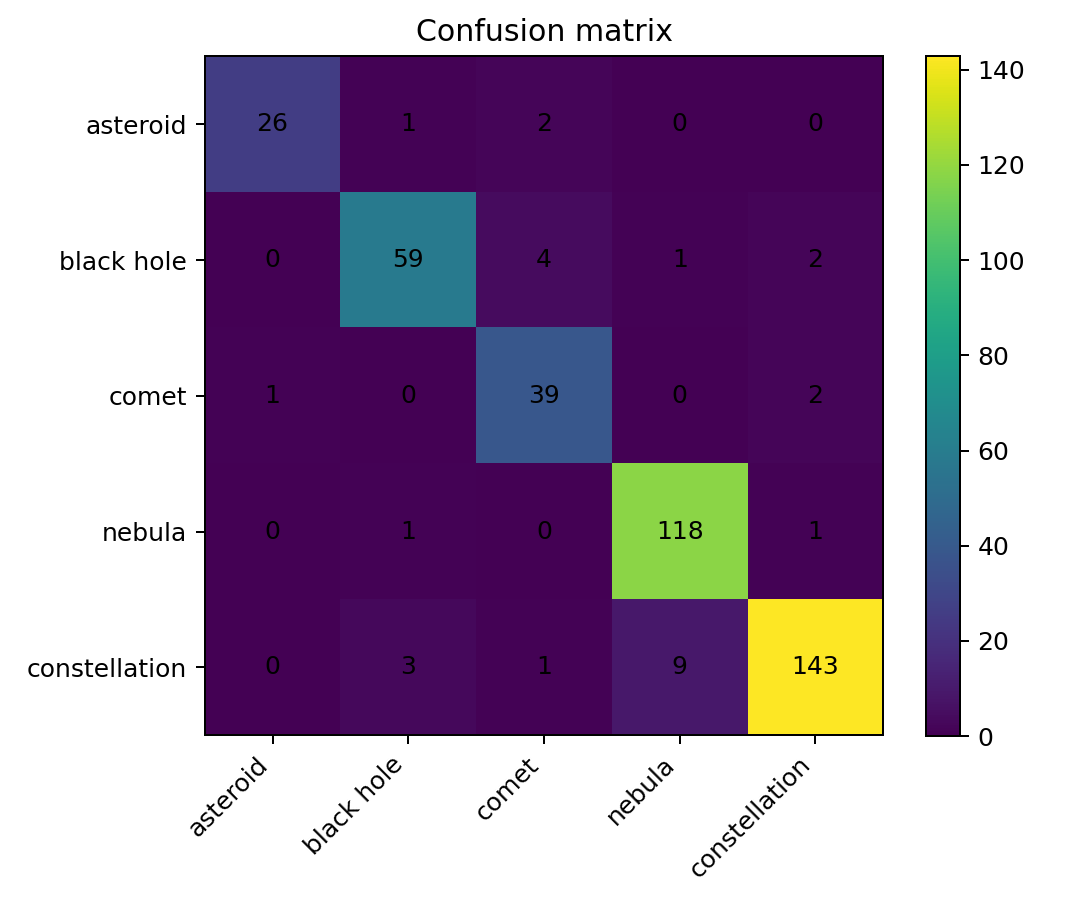 Confusion matrix
asteroid 26 1 2 0 0
black hole 0 59 4 1 2
comet 1 0 39 0 2
nebula 0 1 0 118 1
constellation 0 3 1 9 143
asteroid black hole comet nebula constellation
140
120
100
80
60
40
20
0